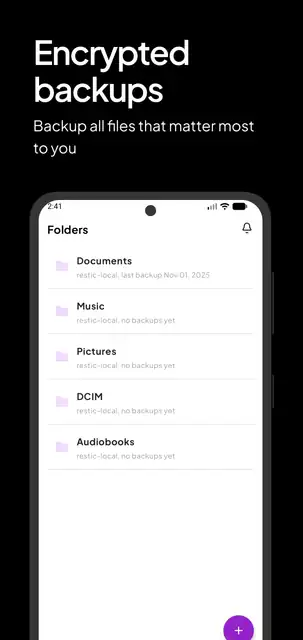 Encrypted
backups
Backup all files that matter most
to you
2:41
Folders
Documents
restic-local, last backup Nov 01, 2025
Music
restic-local, no backups yet
Pictures
restic-local, no backups yet
DCIM
restic-local, no backups yet
Audiobooks
restic-local, no backups yet
+